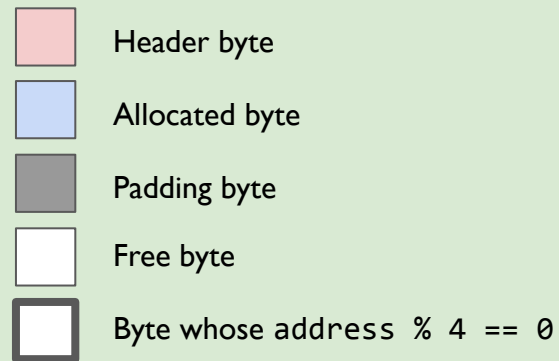 Header byte
Allocated byte
Padding byte
Free byte
Byte whose address % 4 == 0